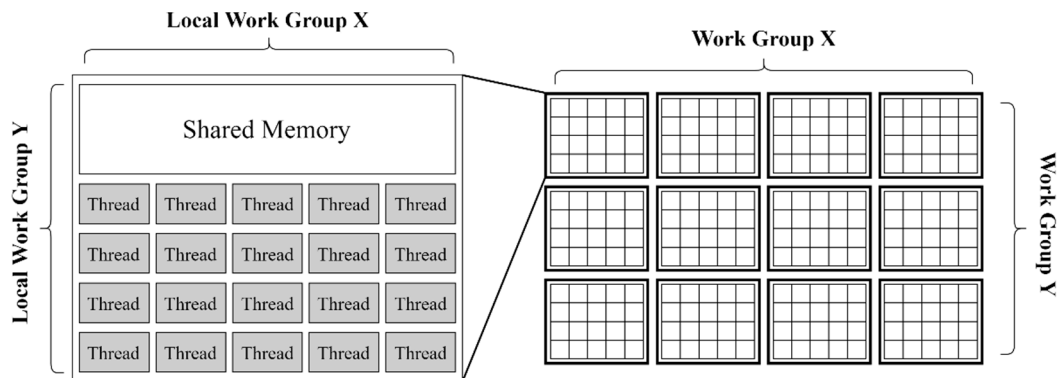 Local Work Group X
Work Group X
Local Work Group Y
Shared Memory
Thread Thread Thread Thread Thread
Thread Thread Thread Thread Thread
Thread Thread Thread Thread Thread
Thread Thread Thread Thread Thread
Work Group Y